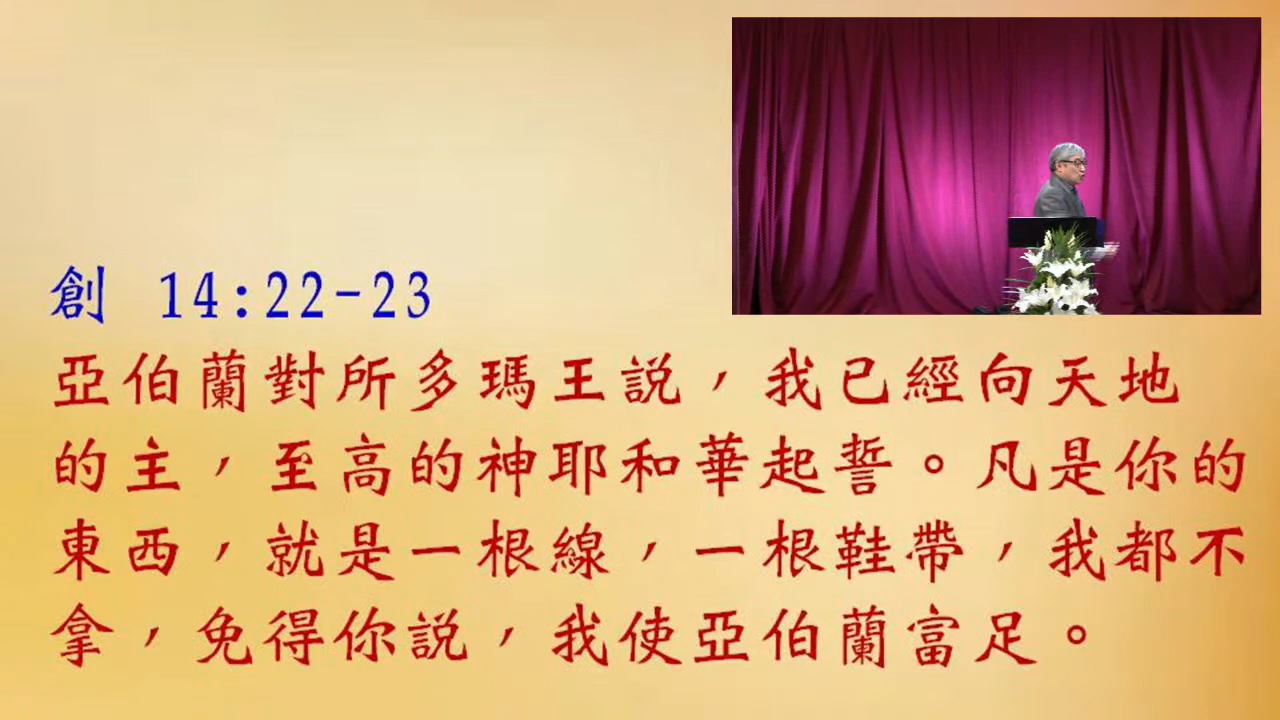 創 14:22-23
亞伯蘭對所多瑪王說，我已經向天地
的主，至高的神耶和華起誓。凡是你的
東西，就是一根線，一根鞋帶，我都不
拿，免得你說，我使亞伯蘭富足。